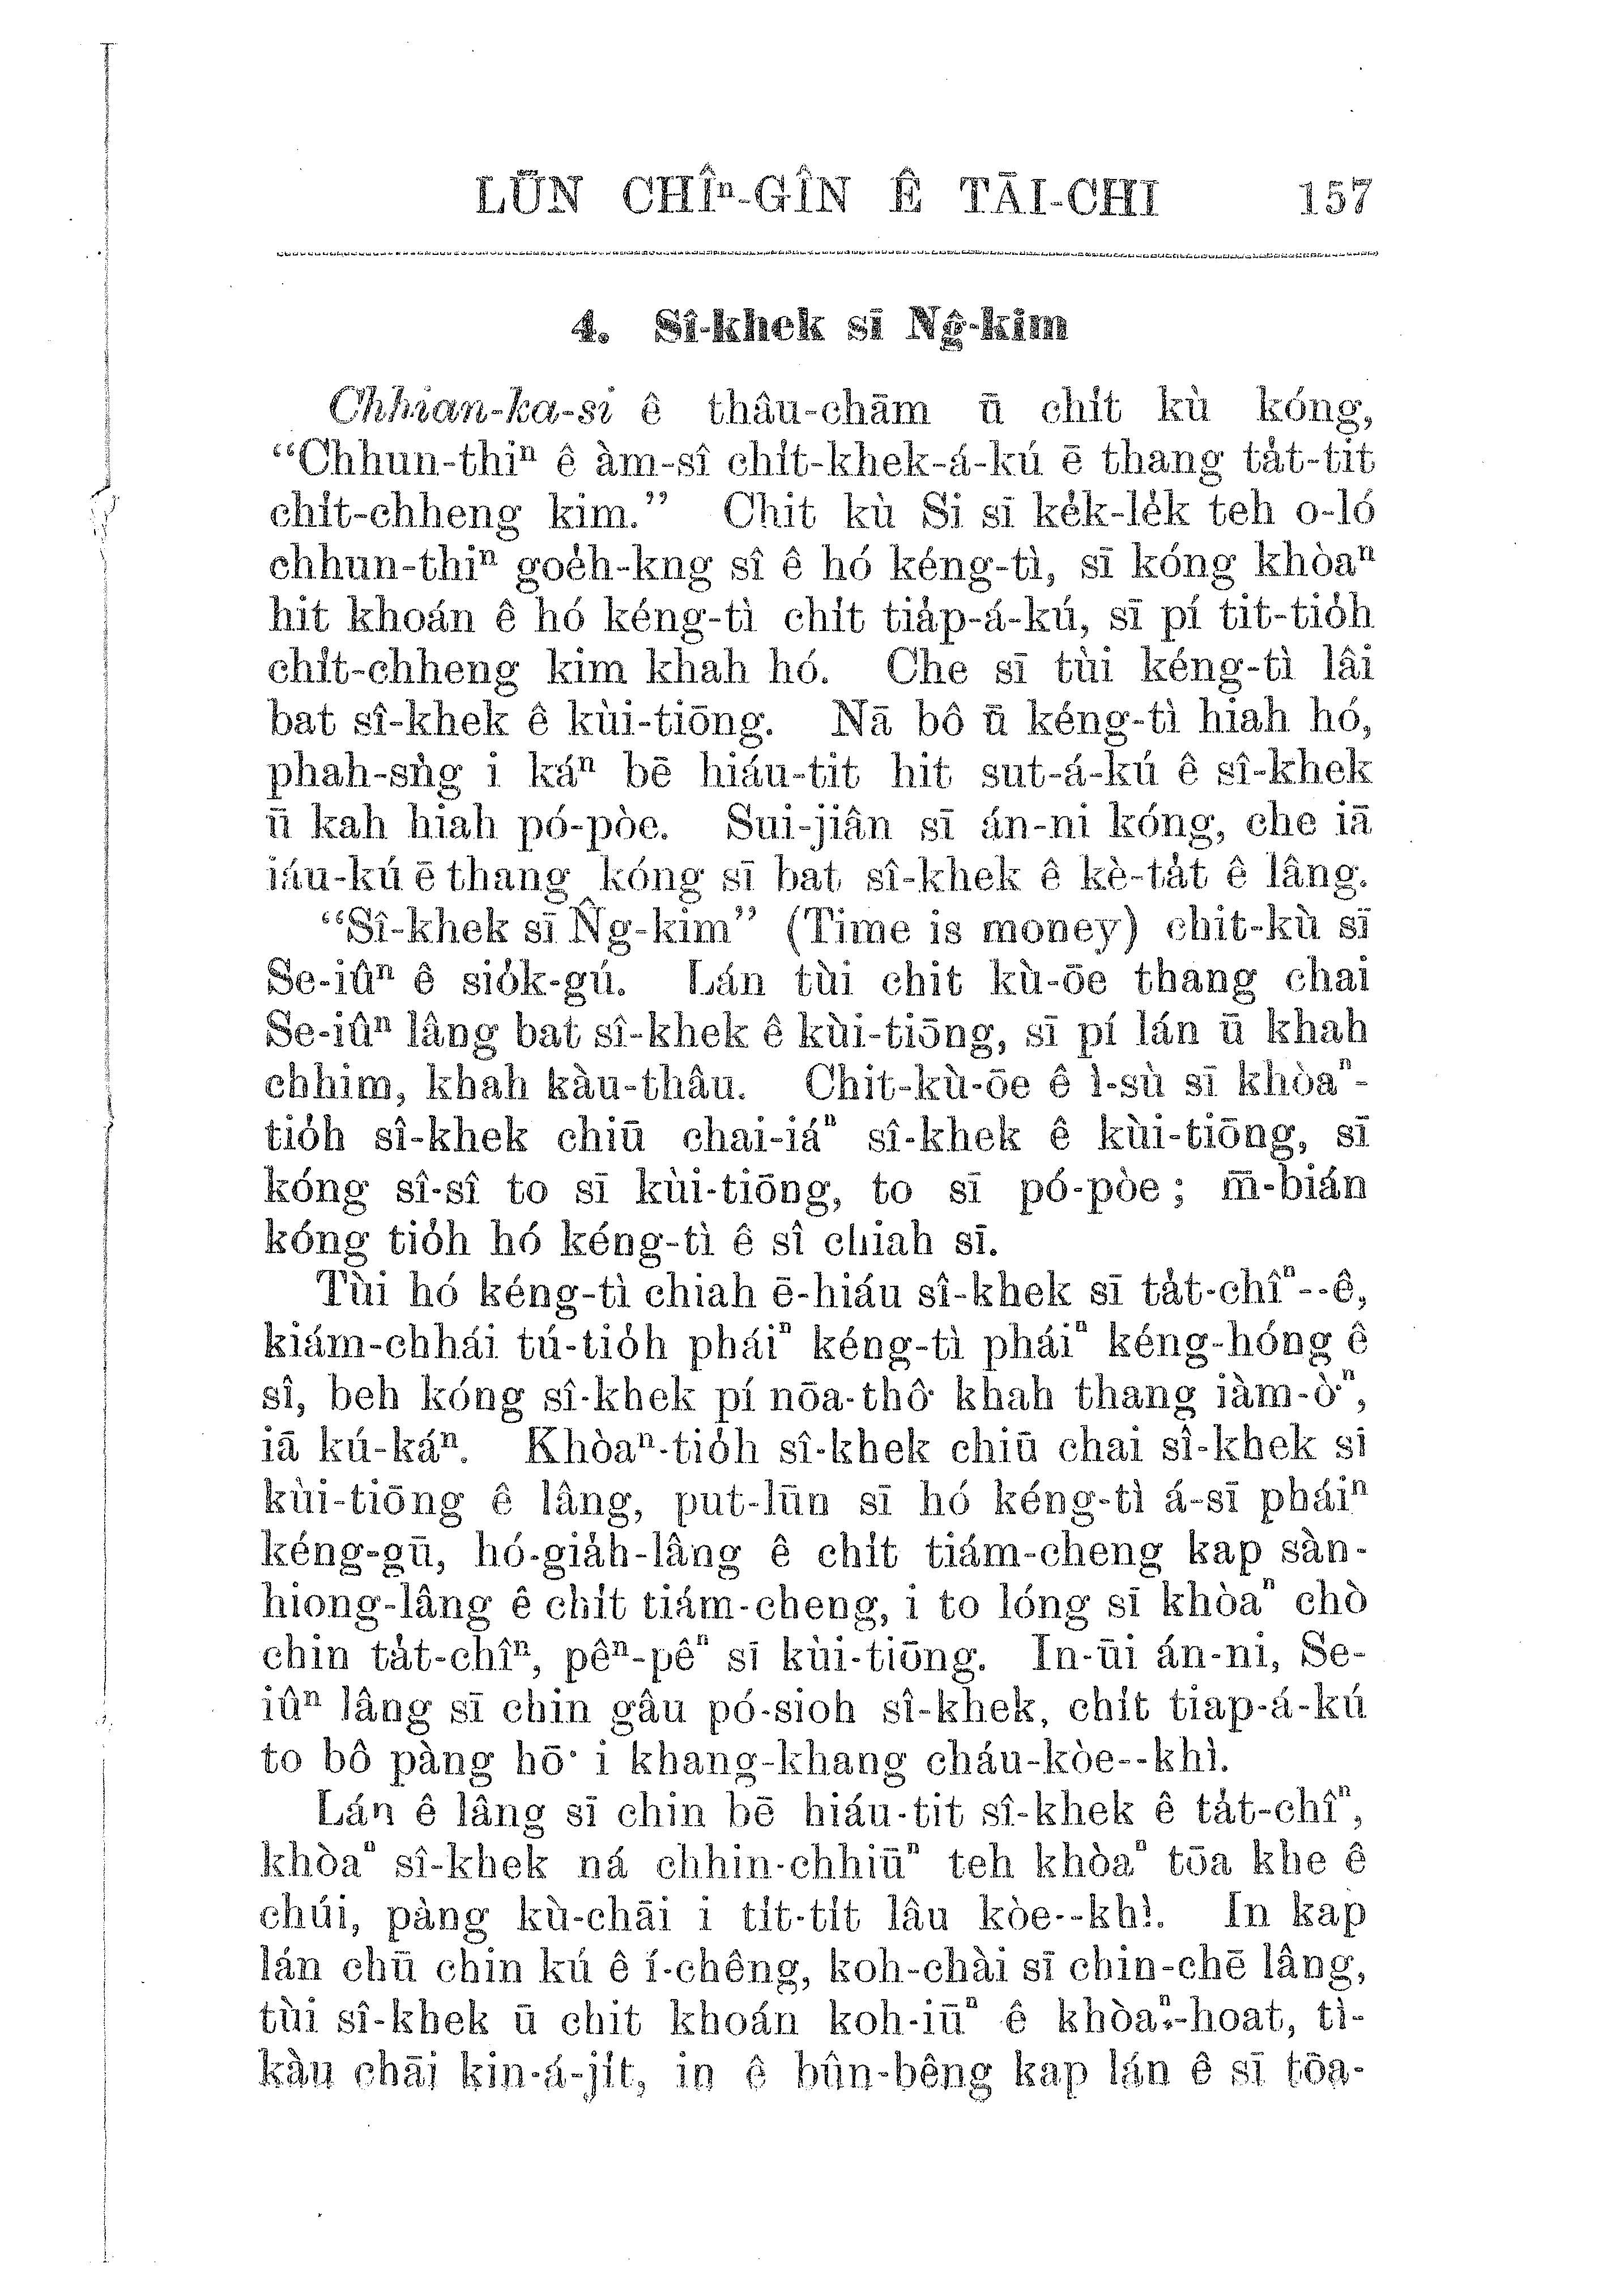 LŪN CHÎⁿ-GÎN Ê TĀI-CHI 157
4. Sî-khek sī N̂g-kim
Chhian-ka-si ê thâu-chām ū chi̍t kù kóng,
“Chhun-thiⁿ ê àm-sî chi̍t-khek-á-kú ē thang ta̍t-tit
chi̍t-chheng kim.” Chit kù Si sī ke̍k-le̍k teh o-ló
chhun-thiⁿ goe̍h-kng sî ê hó kéng-tì, sī kóng khòaⁿ
hit khoán ê hó kéng-tì chi̍t tia̍p-á-kú, sī pí tit-tio̍h
chi̍t-chheng kim khah hó. Che sī tùi kéng-tì lâi
bat sî-khek ê kùi-tiōng. Nā bô ū kéng-tì hiah hó,
phah-sǹg i káⁿ bē hiáu-tit hit sut-á-kú ê sî-khek
ū kah hiah pó-pòe. Sui-jiân sī án-ni kóng, che iā
iáu-kú ē thang kóng sī bat sî-khek ê kè-ta̍t ê lâng.
“Sî-khek sī N̂g-kim” (Time is money) chit-kù sī
Se-iûⁿ ê sio̍k-gú. Lán tùi chit kù-ōe thang chai
Se-iûⁿ lâng bat sî-khek ê kùi-tiōng, sī pí lán ū khah
chhim, khah kàu-thâu. Chit-kù-ōe ê ì-sù sī khòaⁿ-
tio̍h sî-khek chiū chai-iáⁿ sî-khek ê kùi-tiōng, sī
kóng sî-sî to sī kùi-tiōng, to sī pó-pòe; m̄-bián
kóng tio̍h hó kéng-tì ê sî chiah sī.
Tùi hó kéng-tì chiah ē-hiáu sî-khek sī ta̍t-chîⁿ--ê,
kiám-chhái tú-tio̍h pháiⁿ kéng-tì pháiⁿ kéng-hóng ê
sî, beh kóng sî-khek pí nōa-thô͘ khah thang iàm-ò͘ⁿ,
iā kú-káⁿ. Khòaⁿ-tio̍h sî-khek chiū chai sî-khek sī
kùi-tiōng ê lâng, put-lūn sī hó kéng-tì á-sī pháiⁿ
kéng-gū, hó-gia̍h-lâng ê chi̍t tiám-cheng kap sàn-
hiong-lâng ê chi̍t tiám-cheng, i to lóng sī khòaⁿ chò
chin ta̍t-chîⁿ, pêⁿ-pêⁿ sī kùi-tiōng. In-ūi án-ni, Se-
iûⁿ lâng sī chin gâu pó-sioh sî-khek, chi̍t tiap-á-kú
to bô pàng hō͘ i khang-khang cháu-kòe--khì.
Lán ê lâng sī chin bē hiáu-tit sî-khek ê ta̍t-chîⁿ,
khòaⁿ sî-khek ná chhin-chhiūⁿ teh khòaⁿ tōa khe ê
chúi, pàng kù-chāi i ti̍t-ti̍t lâu kòe--khì. In kap
lán chū chin kú ê í-chêng, koh-chài sī chin-chē lâng,
tùi sî-khek ū chit khoán koh-iūⁿ ê khòaⁿ-hoat, tì-
kàu chāi kin-á-ji̍t, in ê bûn-bêng kap lán ê sī tōa-